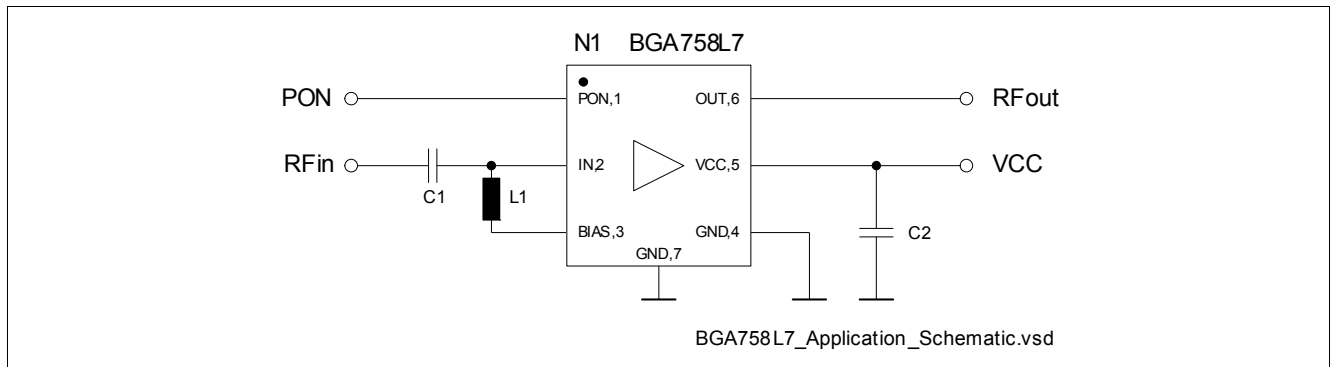 N1 BGA758L7
PON
PON,1
OUT,6
RFout
RFin
C1
L1
IN,2
VCC,5
VCC
BIAS,3
GND,4
C2
GND,7
BGA758L7_Application_Schematic.vsd